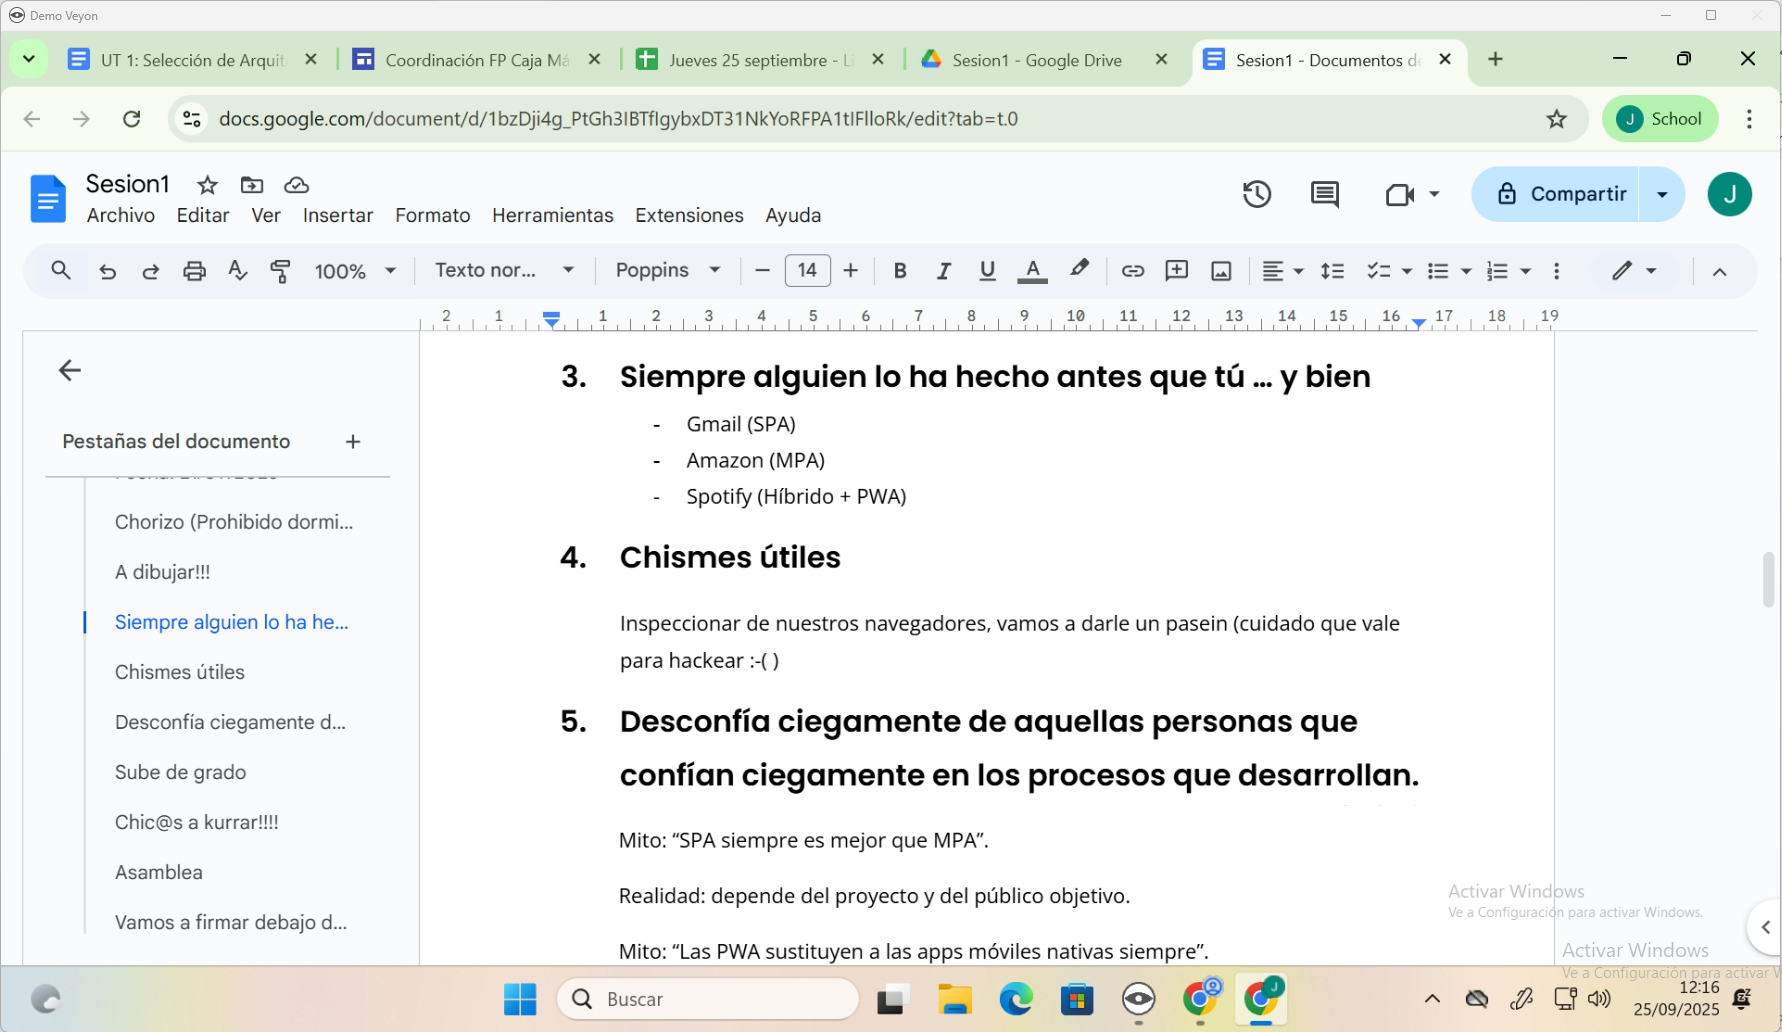 Demo Veyon
UT 1: Selección de Arquit
Coordinación FP Caja Má
Jueves 25 septiembre - Li
Sesion1 - Google Drive
Sesion1 - Documentos de
docs.google.com/document/d/1bzDji4g_PtGh3IBTfIgybxDT31NkYoRFPA1tIFlloRk/edit?tab=t.0
J School
Sesion1
Archivo Editar Ver Insertar Formato Herramientas Extensiones Ayuda
Compartir
J
100% Texto nor... Poppins 14
2 1 1 2 3 4 5 6 7 8 9 10 11 12 13 14 15 16 17 18 19
Pestañas del documento
Chorizo (Prohibido dormi...
A dibujar!!!
Siempre alguien lo ha he...
Chismes útiles
Desconfía ciegamente d...
Sube de grado
Chic@s a kurrar!!!!
Asamblea
Vamos a firmar debajo d...
3. Siempre alguien lo ha hecho antes que tú ... y bien
- Gmail (SPA)
- Amazon (MPA)
- Spotify (Híbrido + PWA)
4. Chismes útiles
Inspeccionar de nuestros navegadores, vamos a darle un pasein (cuidado que vale
para hackear :-( )
5. Desconfía ciegamente de aquellas personas que
confían ciegamente en los procesos que desarrollan.
Mito: “SPA siempre es mejor que MPA”.
Realidad: depende del proyecto y del público objetivo.
Mito: “Las PWA sustituyen a las apps móviles nativas siempre”.
Activar Windows
Ve a Configuración para activar Windows.
Activar Windows
Ve a Configuración para activar W
Buscar
J
12:16
25/09/2025